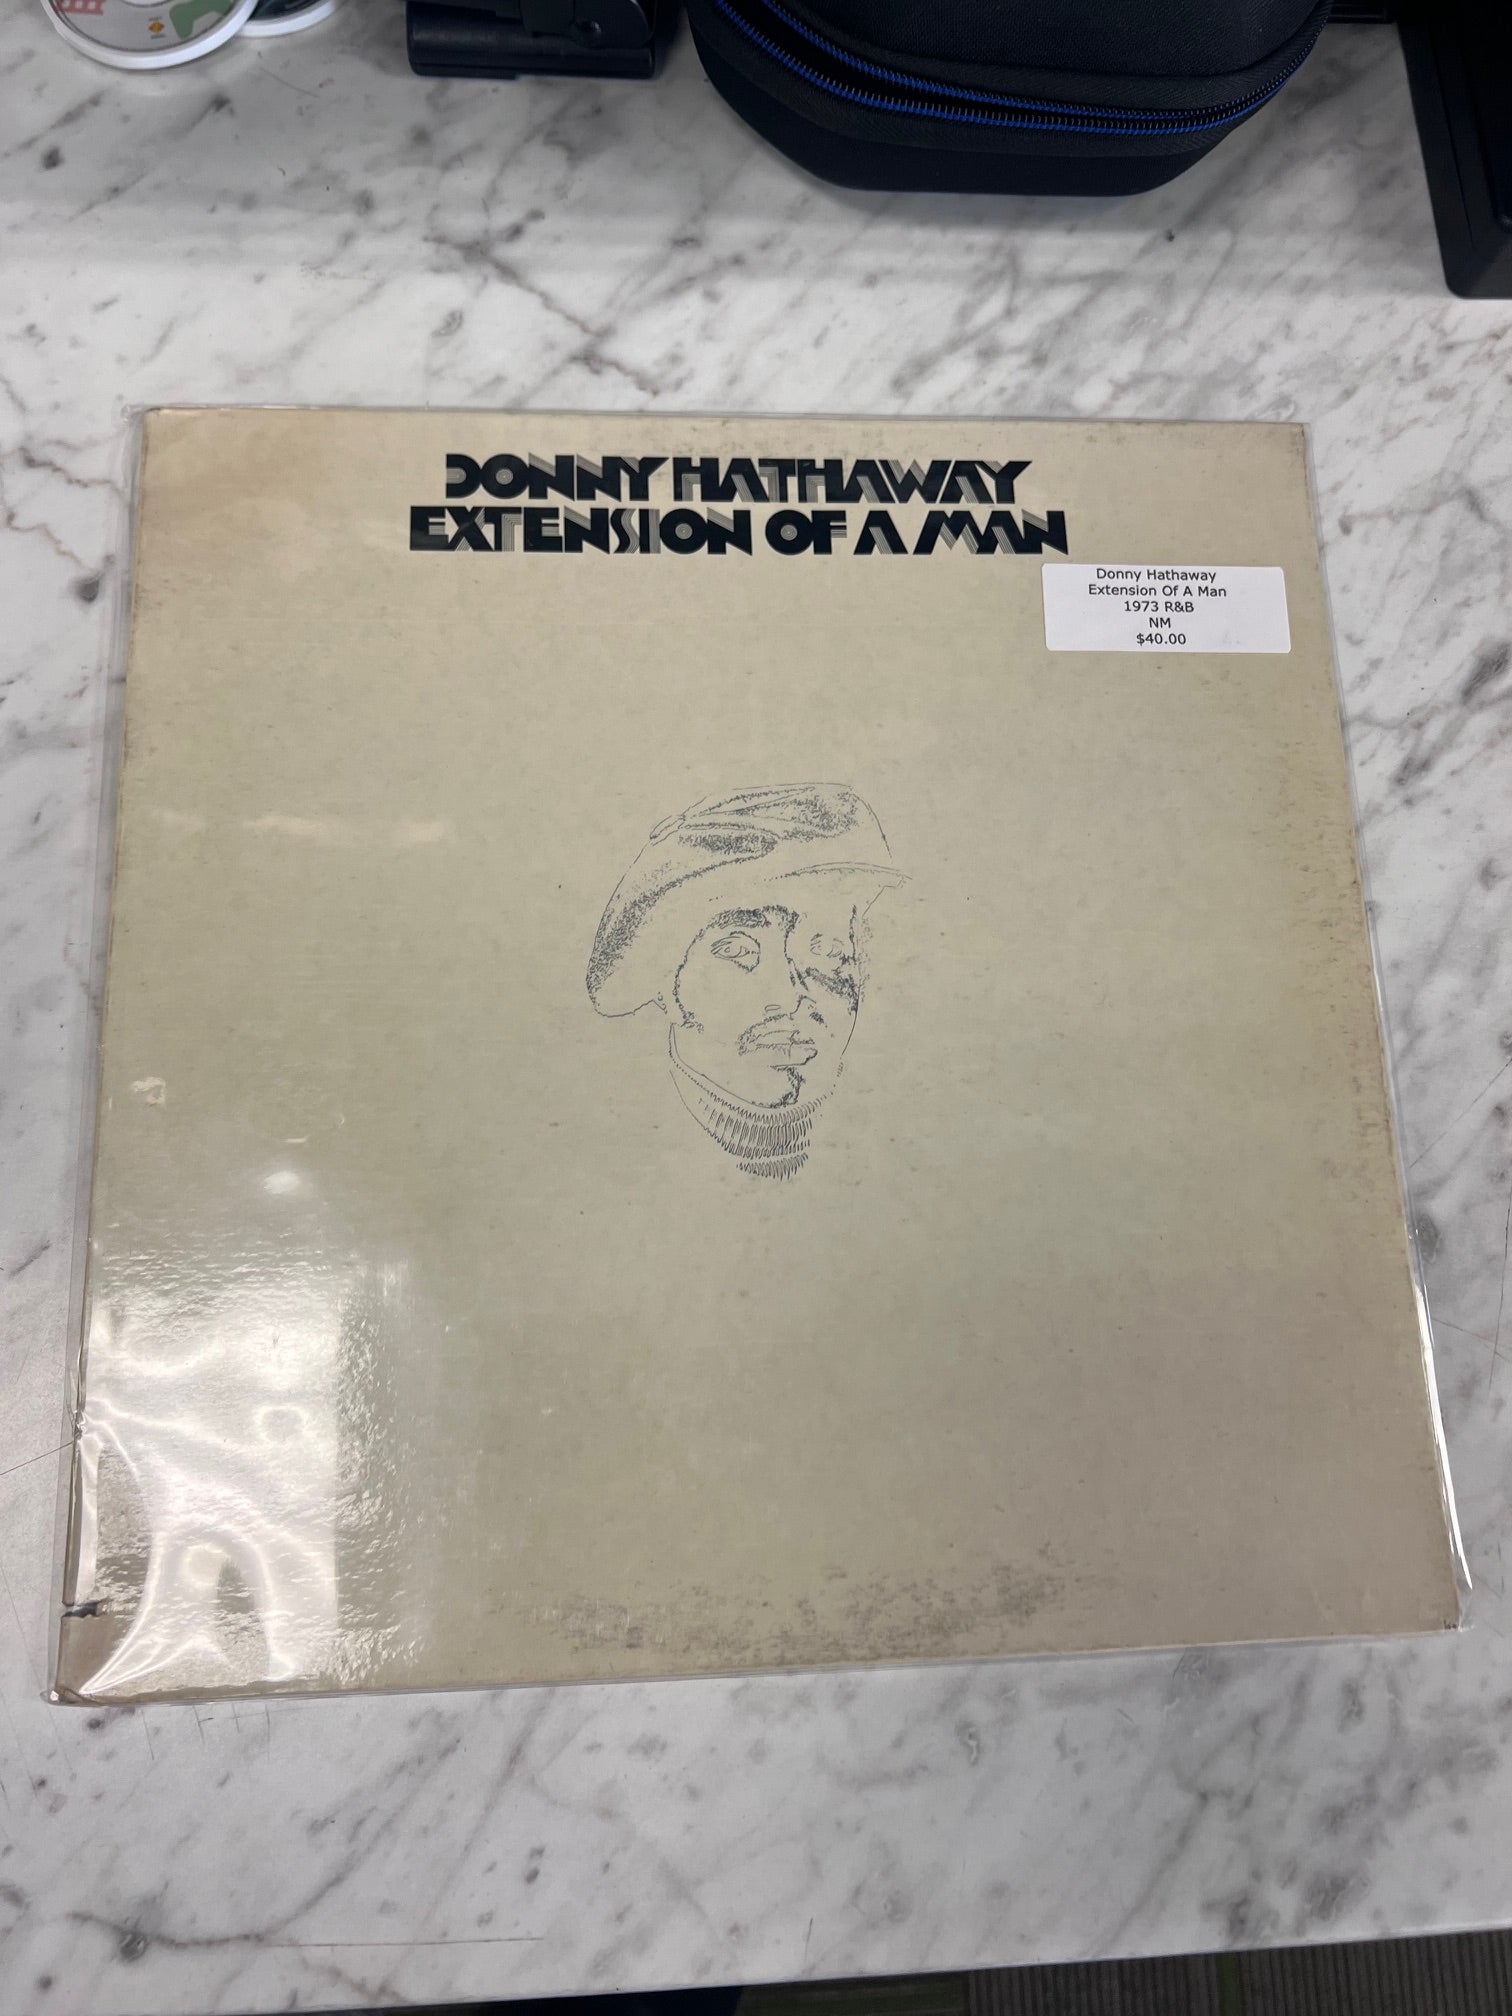 DONNY HATHAWAY
EXTENSION OF A MAN
Donny Hathaway
Extension Of A Man
1973 R&B
NM
$40.00